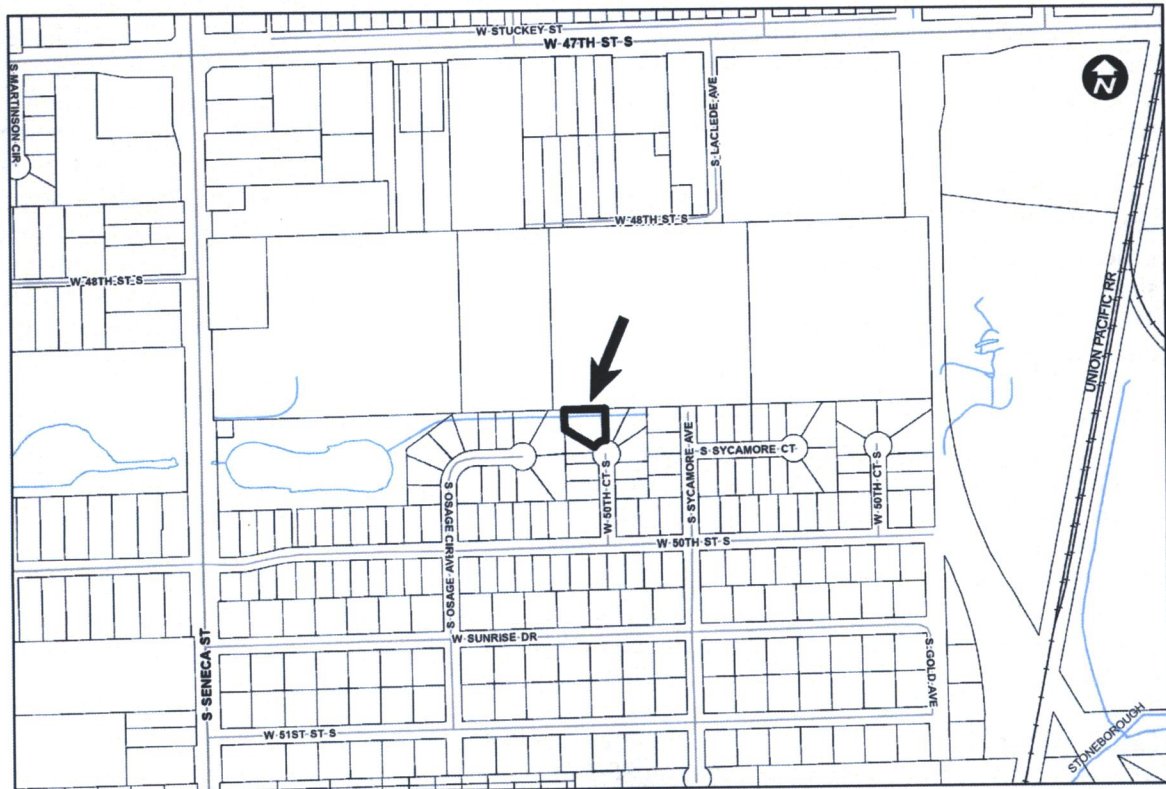 W STUCKEY ST
W 47TH ST S
N
S MARTINSON CIR
S LACLEDE AVE
W 48TH ST S
W 48TH ST S
UNION PACIFIC RR
S SYCAMORE CT
S SYCAMORE AVE
W 50TH CT S
W 50TH CT S
S OSAGE CIR
S OSAGE AVE
W 50TH ST S
W SUNRISE DR
S GOLD AVE
S SENECA ST
W 51ST ST S
STONEBOROUGH